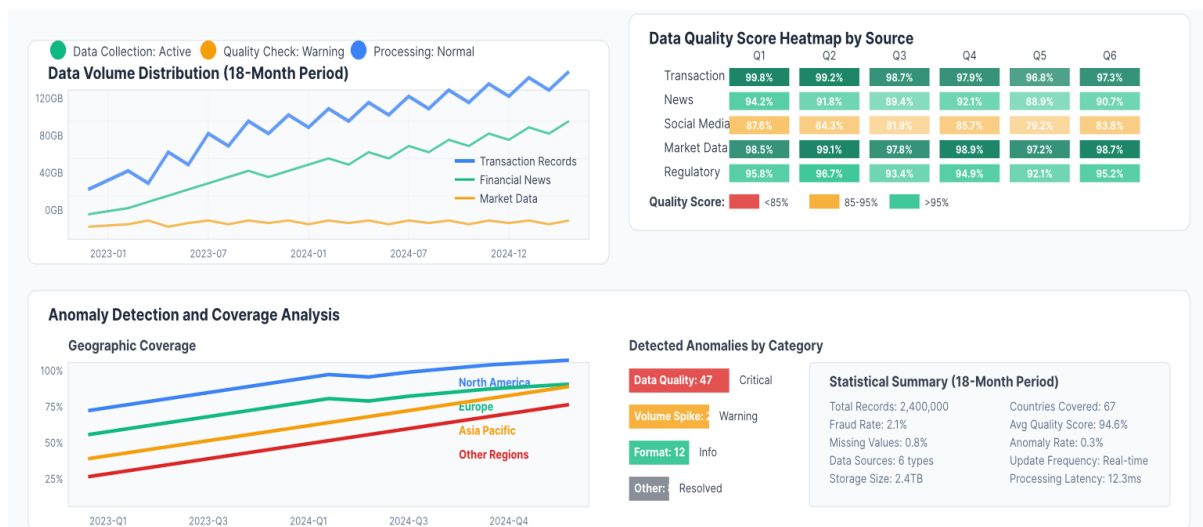 Data Collection: Active
Quality Check: Warning
Processing: Normal
Data Volume Distribution (18-Month Period)
120GB
80GB
40GB
0GB
Transaction Records
Financial News
Market Data
2023-01 2023-07 2024-01 2024-07 2024-12
Data Quality Score Heatmap by Source
Q1 Q2 Q3 Q4 Q5 Q6
Transaction 99.8% 99.2% 98.7% 97.9% 96.8% 97.3%
News 94.2% 91.8% 89.4% 92.1% 88.9% 90.7%
Social Media 87.6% 84.3% 81.9% 85.7% 79.2% 83.8%
Market Data 98.5% 99.1% 97.8% 98.9% 97.2% 98.7%
Regulatory 95.8% 96.7% 93.4% 94.9% 92.1% 95.2%
Quality Score: <85% 85-95% >95%
Anomaly Detection and Coverage Analysis
Geographic Coverage
100%
75%
50%
25%
North America
Europe
Asia Pacific
Other Regions
2023-Q1 2023-Q3 2024-Q1 2024-Q3 2024-Q4
Detected Anomalies by Category
Data Quality: 47 Critical
Volume Spike: Warning
Format: 12 Info
Other: Resolved
Statistical Summary (18-Month Period)
Total Records: 2,400,000
Fraud Rate: 2.1%
Missing Values: 0.8%
Data Sources: 6 types
Storage Size: 2.4TB
Countries Covered: 67
Avg Quality Score: 94.6%
Anomaly Rate: 0.3%
Update Frequency: Real-time
Processing Latency: 12.3ms